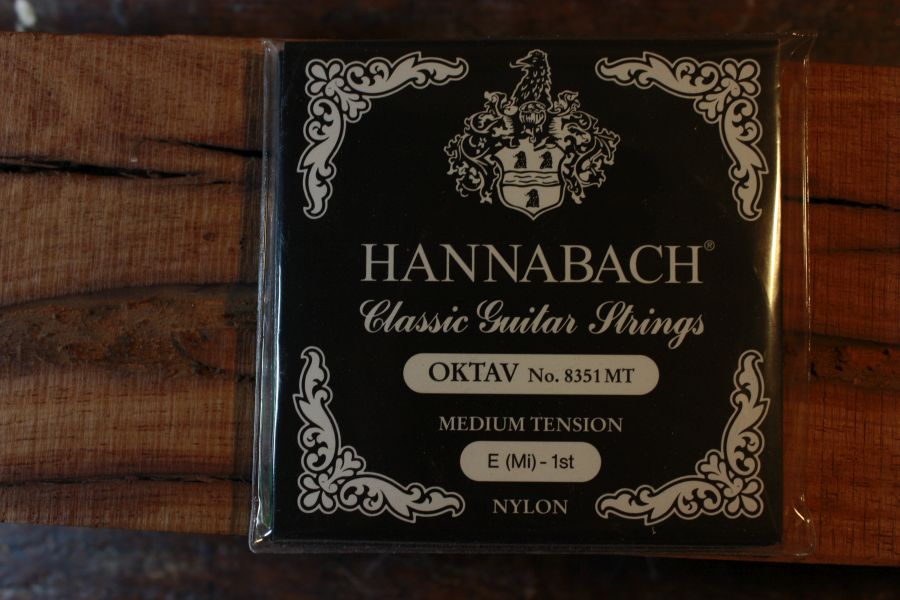 HANNABACH®
Classic Guitar Strings
OKTAV No. 8351 MT
MEDIUM TENSION
E (Mi) - 1st
NYLON